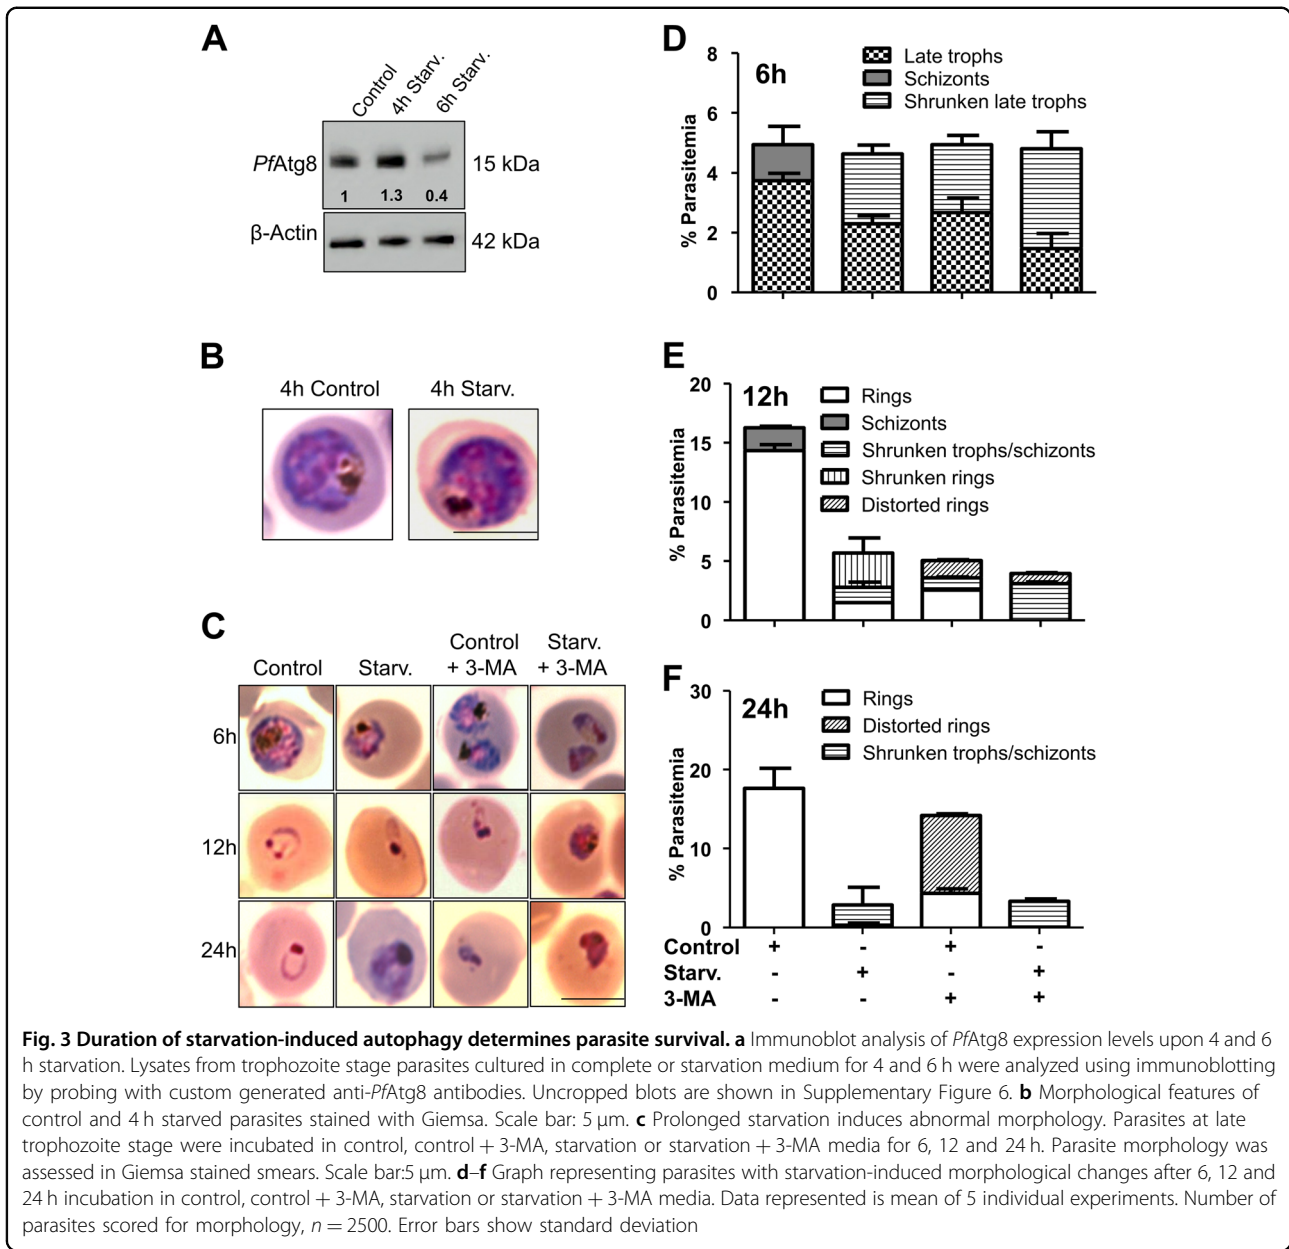 A
Control
4h Starv.
6h Starv.
PfAtg8
15 kDa
1 1.3 0.4
β-Actin
42 kDa
B
4h Control 4h Starv.
C
Control Starv. Control + 3-MA Starv. + 3-MA
6h
12h
24h
D
6h
Late trophs
Schizonts
Shrunken late trophs
% Parasitemia
8
6
4
2
0
E
12h
Rings
Schizonts
Shrunken trophs/schizonts
Shrunken rings
Distorted rings
% Parasitemia
20
15
10
5
0
F
24h
Rings
Distorted rings
Shrunken trophs/schizonts
% Parasitemia
30
20
10
0
Control + - + -
Starv. - + - +
3-MA - - + +
Fig. 3 Duration of starvation-induced autophagy determines parasite survival. a Immunoblot analysis of PfAtg8 expression levels upon 4 and 6
h starvation. Lysates from trophozoite stage parasites cultured in complete or starvation medium for 4 and 6 h were analyzed using immunoblotting
by probing with custom generated anti-PfAtg8 antibodies. Uncropped blots are shown in Supplementary Figure 6. b Morphological features of
control and 4 h starved parasites stained with Giemsa. Scale bar: 5 µm. c Prolonged starvation induces abnormal morphology. Parasites at late
trophozoite stage were incubated in control, control + 3-MA, starvation or starvation + 3-MA media for 6, 12 and 24 h. Parasite morphology was
assessed in Giemsa stained smears. Scale bar:5 µm. d–f Graph representing parasites with starvation-induced morphological changes after 6, 12 and
24 h incubation in control, control + 3-MA, starvation or starvation + 3-MA media. Data represented is mean of 5 individual experiments. Number of
parasites scored for morphology, n = 2500. Error bars show standard deviation